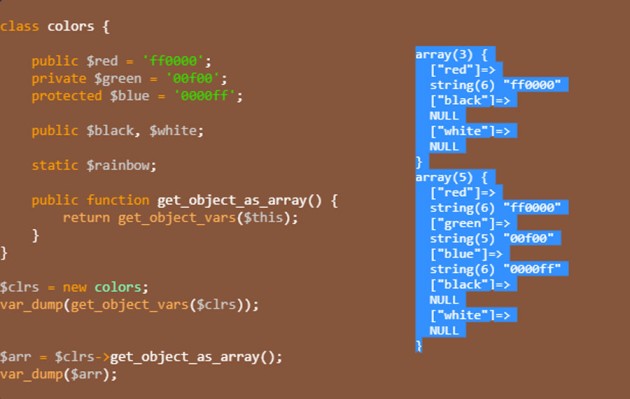 class colors {
public $red = 'ff0000';
private $green = '00f00';
protected $blue = '0000ff';
public $black, $white;
static $rainbow;
public function get_object_as_array() {
return get_object_vars($this);
}
}
$clrs = new colors;
var_dump(get_object_vars($clrs));
$arr = $clrs->get_object_as_array();
var_dump($arr);
array(3) {
["red"]=>
string(6) "ff0000"
["black"]=>
NULL
["white"]=>
NULL
}
array(5) {
["red"]=>
string(6) "ff0000"
["green"]=>
string(5) "00f00"
["blue"]=>
string(6) "0000ff"
["black"]=>
NULL
["white"]=>
NULL
}